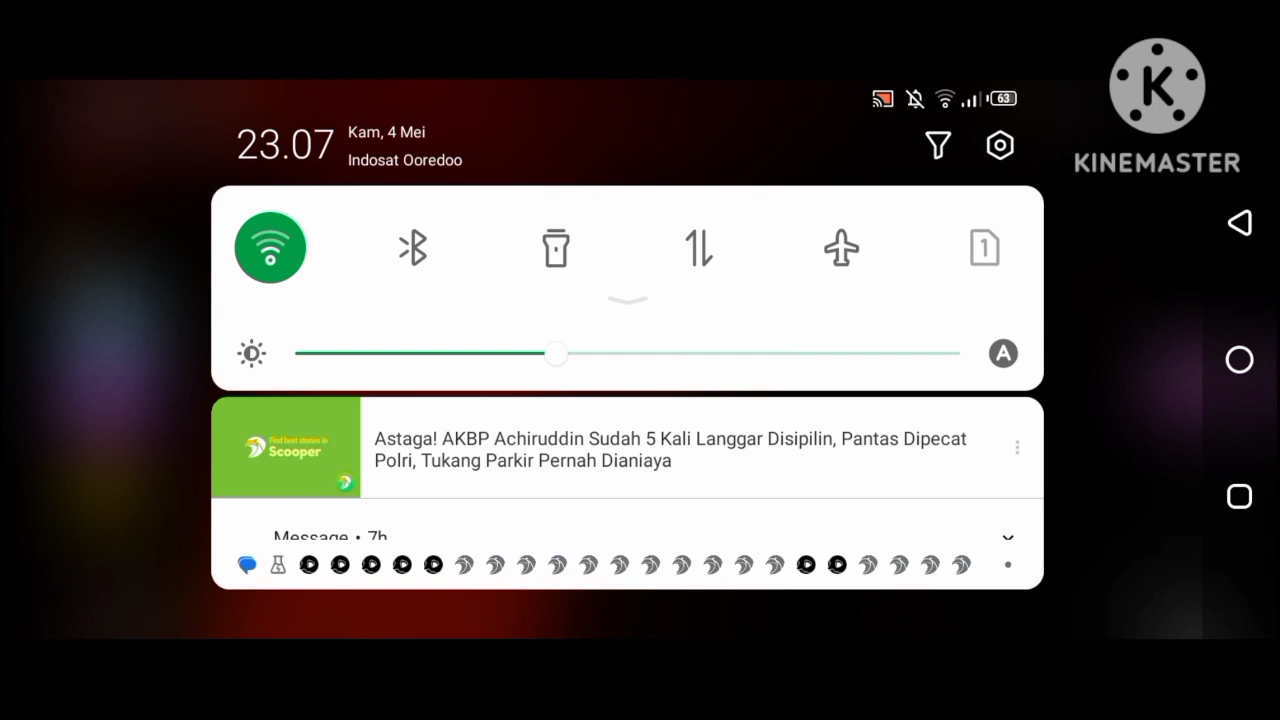 63
K
KINEMASTER
23.07
Kam, 4 Mei
Indosat Ooredoo
1
A
Find best stories in
Scooper
Astaga! AKBP Achiruddin Sudah 5 Kali Langgar Disipilin, Pantas Dipecat
Polri, Tukang Parkir Pernah Dianiaya
Message • 7h